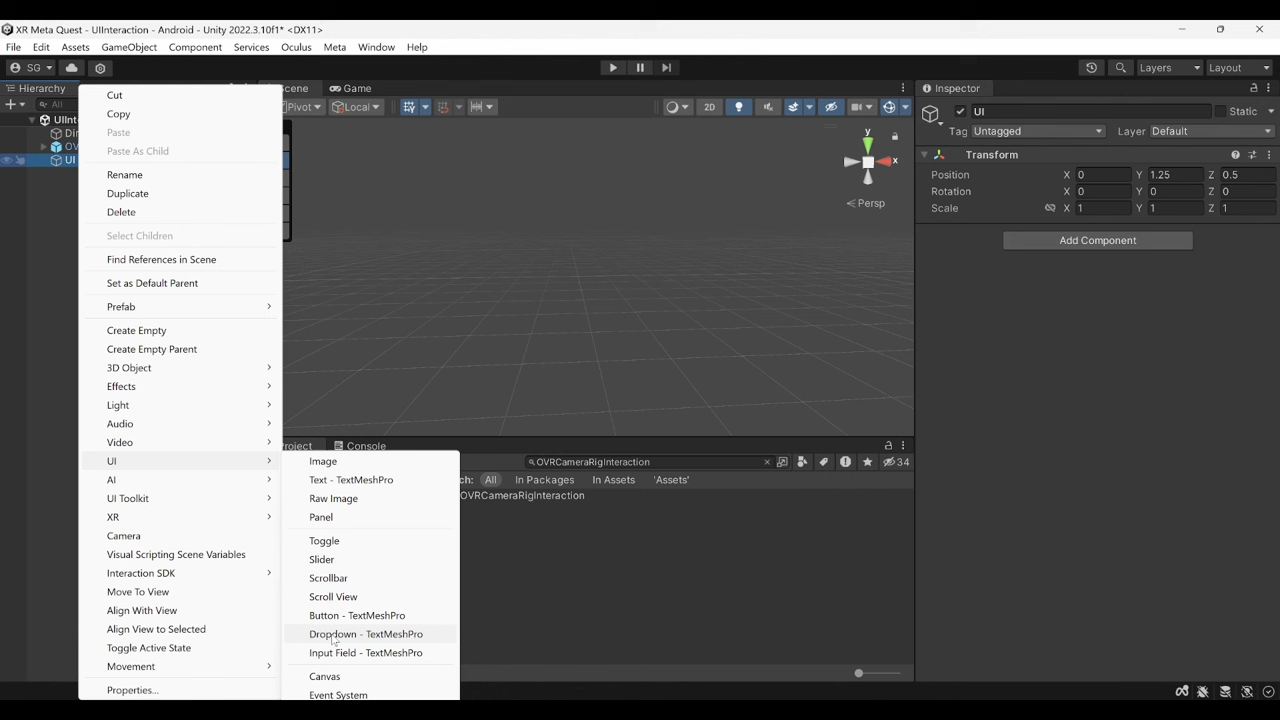 XR Meta Quest - UIInteraction - Android - Unity 2022.3.10f1* <DX11>
File Edit Assets GameObject Component Services Oculus Meta Window Help
SG Layers Layout
Hierarchy Scene Game Inspector
All Pivot Local 2D
UI Static
Tag Untagged Layer Default
Transform
Position X 0 Y 1.25 Z 0.5
Rotation X 0 Y 0 Z 0
Scale X 1 Y 1 Z 1
Add Component
UI
Cut
Copy
Paste
Paste As Child
Rename
Duplicate
Delete
Select Children
Find References in Scene
Set as Default Parent
Prefab
Create Empty
Create Empty Parent
3D Object
Effects
Light
Audio
Video
UI
AI
UI Toolkit
XR
Camera
Visual Scripting Scene Variables
Interaction SDK
Move To View
Align With View
Align View to Selected
Toggle Active State
Movement
Properties...
Image
Text - TextMeshPro
Raw Image
Panel
Toggle
Slider
Scrollbar
Scroll View
Button - TextMeshPro
Dropdown - TextMeshPro
Input Field - TextMeshPro
Canvas
Event System
y
x
Persp
Console
OVRCameraRigInteraction 34
All In Packages In Assets 'Assets'
OVRCameraRigInteraction